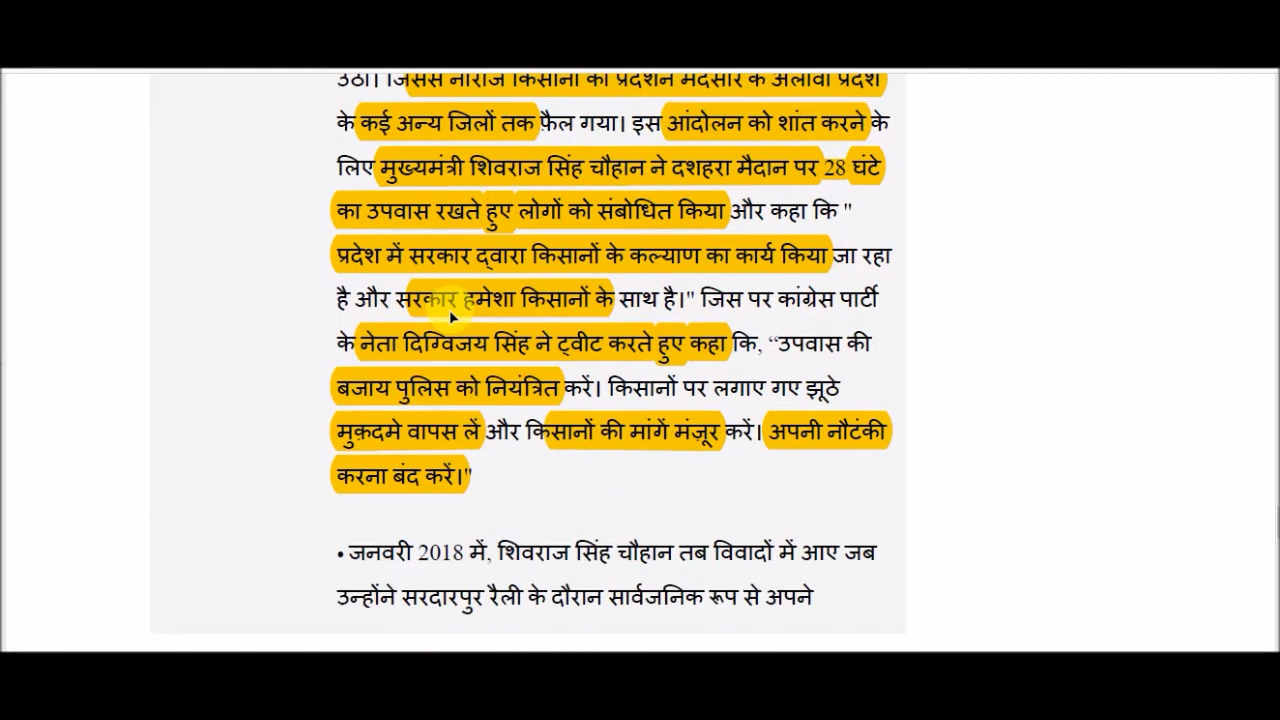 उठा। जिससे नाराज किसानों का प्रदर्शन मंदसौर के अलावा प्रदेश
के कई अन्य जिलों तक फ़ैल गया। इस आंदोलन को शांत करने के
लिए मुख्यमंत्री शिवराज सिंह चौहान ने दशहरा मैदान पर 28 घंटे
का उपवास रखते हुए लोगों को संबोधित किया और कहा कि "
प्रदेश में सरकार द्वारा किसानों के कल्याण का कार्य किया जा रहा
है और सरकार हमेशा किसानों के साथ है।" जिस पर कांग्रेस पार्टी
के नेता दिग्विजय सिंह ने ट्वीट करते हुए कहा कि, “उपवास की
बजाय पुलिस को नियंत्रित करें। किसानों पर लगाए गए झूठे
मुक़दमे वापस लें और किसानों की मांगें मंज़ूर करें। अपनी नौटंकी
करना बंद करें।"
• जनवरी 2018 में, शिवराज सिंह चौहान तब विवादों में आए जब
उन्होंने सरदारपुर रैली के दौरान सार्वजनिक रूप से अपने